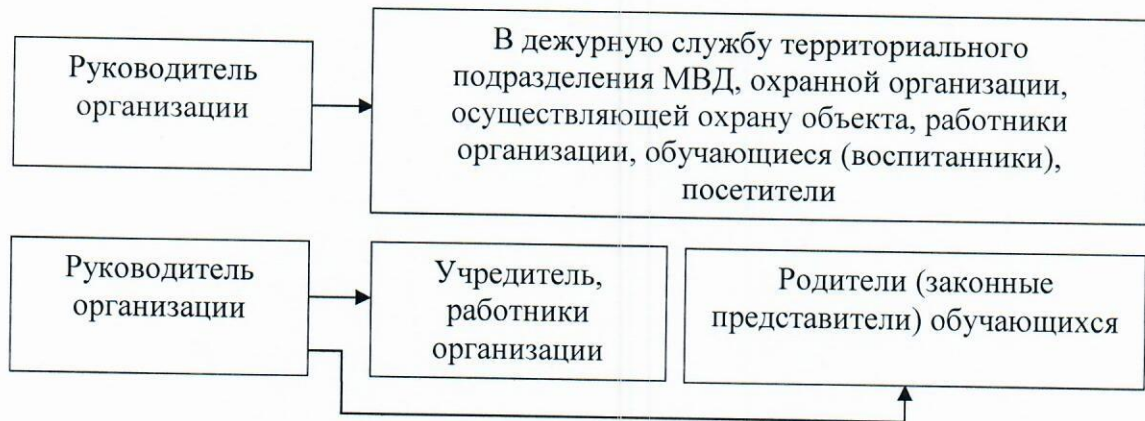 Руководитель
организации
В дежурную службу территориального
подразделения МВД, охранной организации,
осуществляющей охрану объекта, работники
организации, обучающиеся (воспитанники),
посетители
Руководитель
организации
Учредитель,
работники
организации
Родители (законные
представители) обучающихся